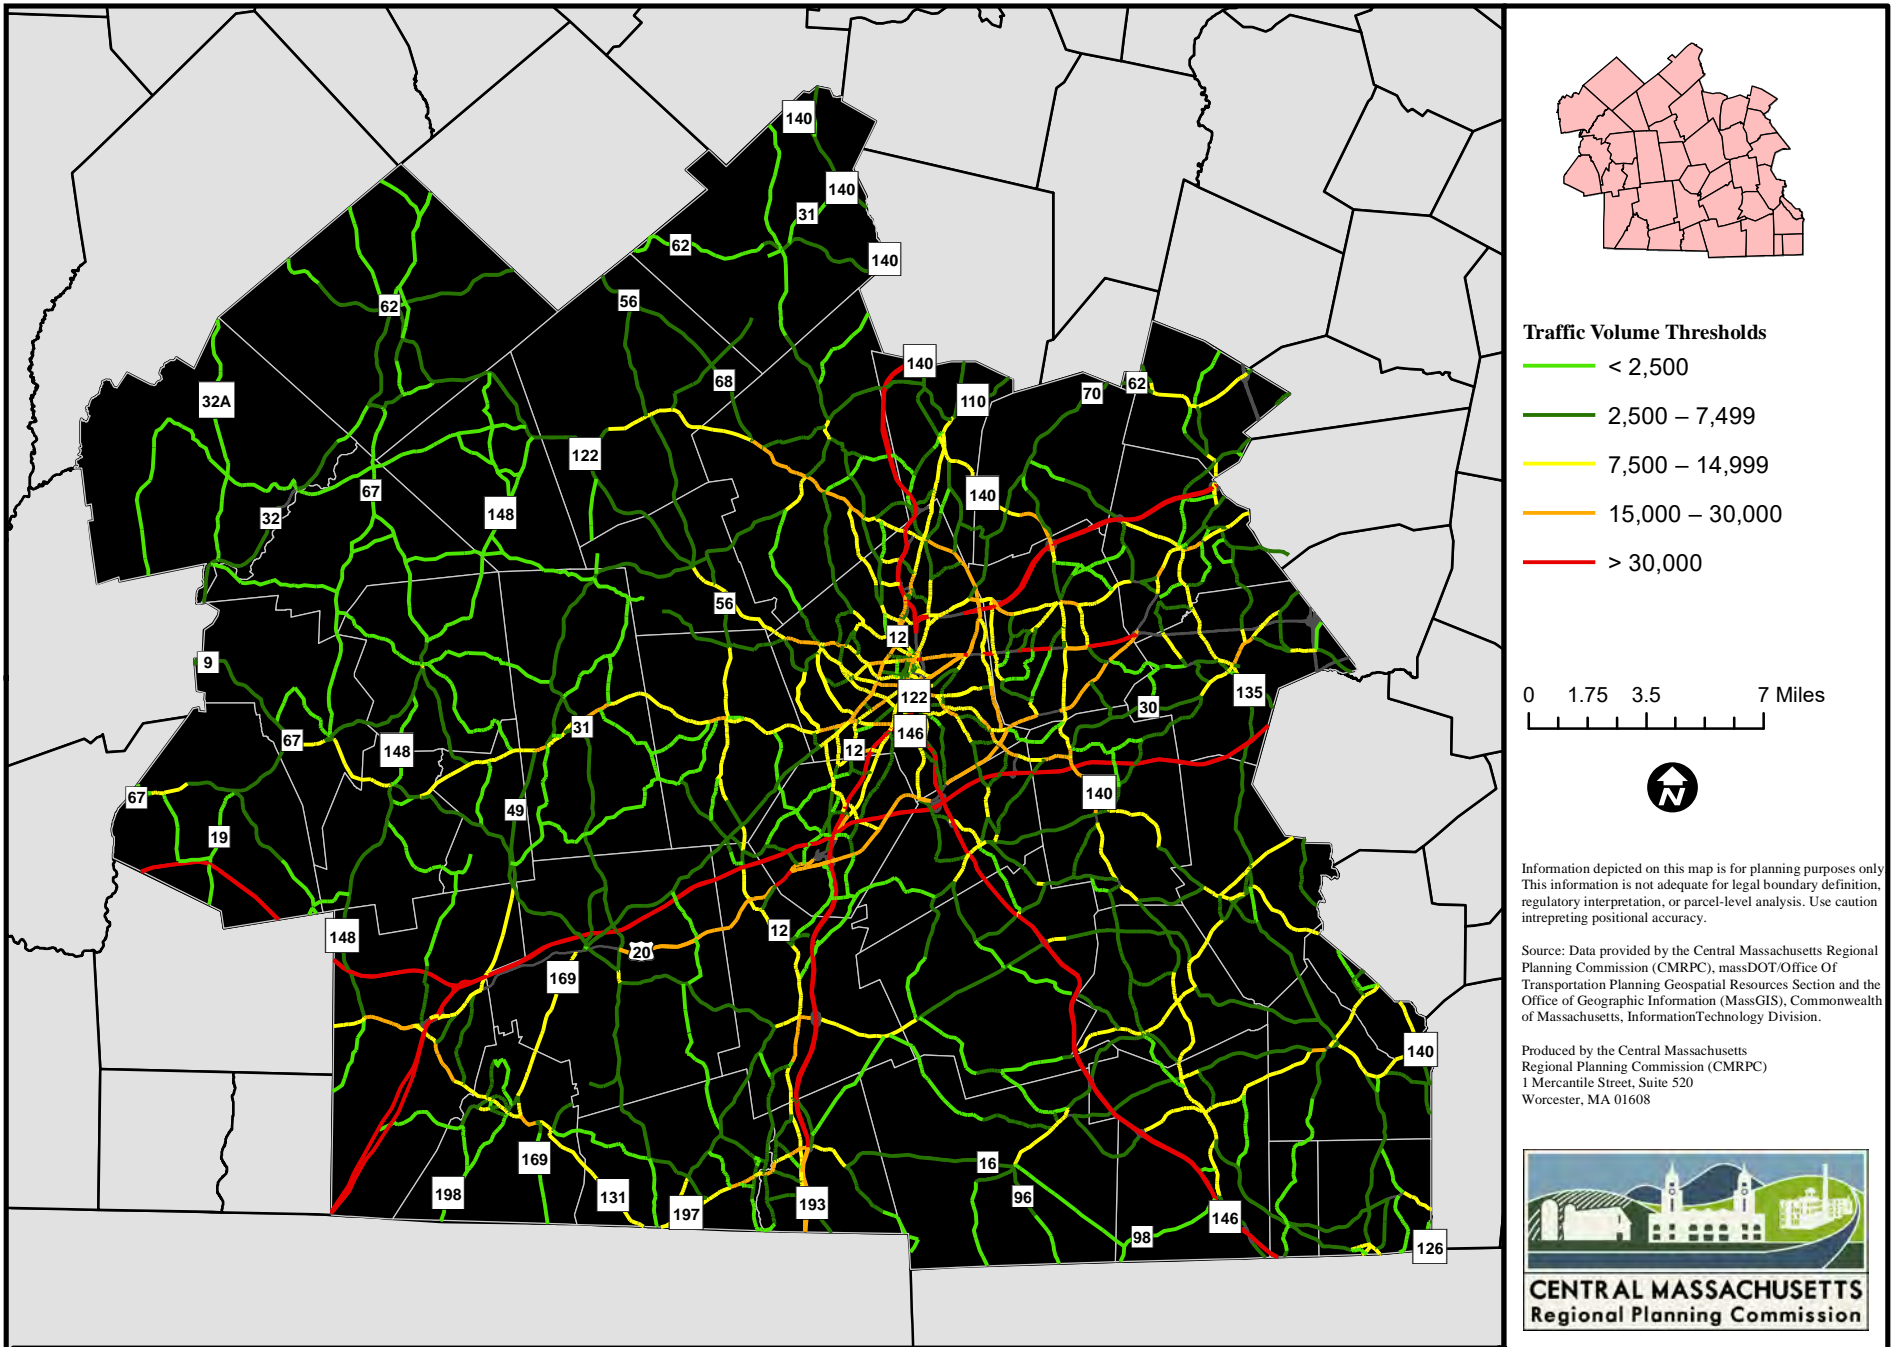 140
140
31
62
140
56
62
140
68
32A
110
70
62
122
67
140
148
32
56
12
9
122
135
30
31
146
67
148
12
67
140
49
19
12
148
20
169
140
16
169
198
131
96
193
197
146
98
126
Traffic Volume Thresholds
< 2,500
2,500 – 7,499
7,500 – 14,999
15,000 – 30,000
> 30,000
0 1.75 3.5 7 Miles
N
Information depicted on this map is for planning purposes only
This information is not adequate for legal boundary definition,
regulatory interpretation, or parcel-level analysis. Use caution
intrepreting positional accuracy.
Source: Data provided by the Central Massachusetts Regional
Planning Commission (CMRPC), massDOT/Office Of
Transportation Planning Geospatial Resources Section and the
Office of Geographic Information (MassGIS), Commonwealth
of Massachusetts, InformationTechnology Division.
Produced by the Central Massachusetts
Regional Planning Commission (CMRPC)
1 Mercantile Street, Suite 520
Worcester, MA 01608
CENTRAL MASSACHUSETTS
Regional Planning Commission